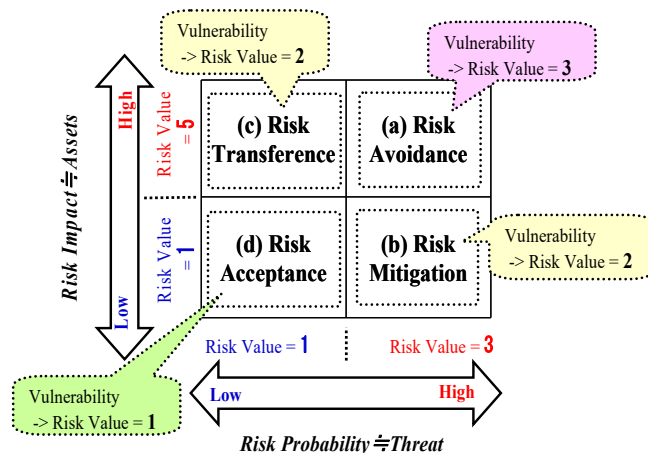 Vulnerability
-> Risk Value = 2
Vulnerability
-> Risk Value = 3
Risk Impact≒Assets
High
Low
Risk Value
= 5
Risk Value
= 1
(c) Risk
Transference
(a) Risk
Avoidance
(d) Risk
Acceptance
(b) Risk
Mitigation
Vulnerability
-> Risk Value = 2
Risk Value = 1
Risk Value = 3
Vulnerability
-> Risk Value = 1
Low
High
Risk Probability≒Threat